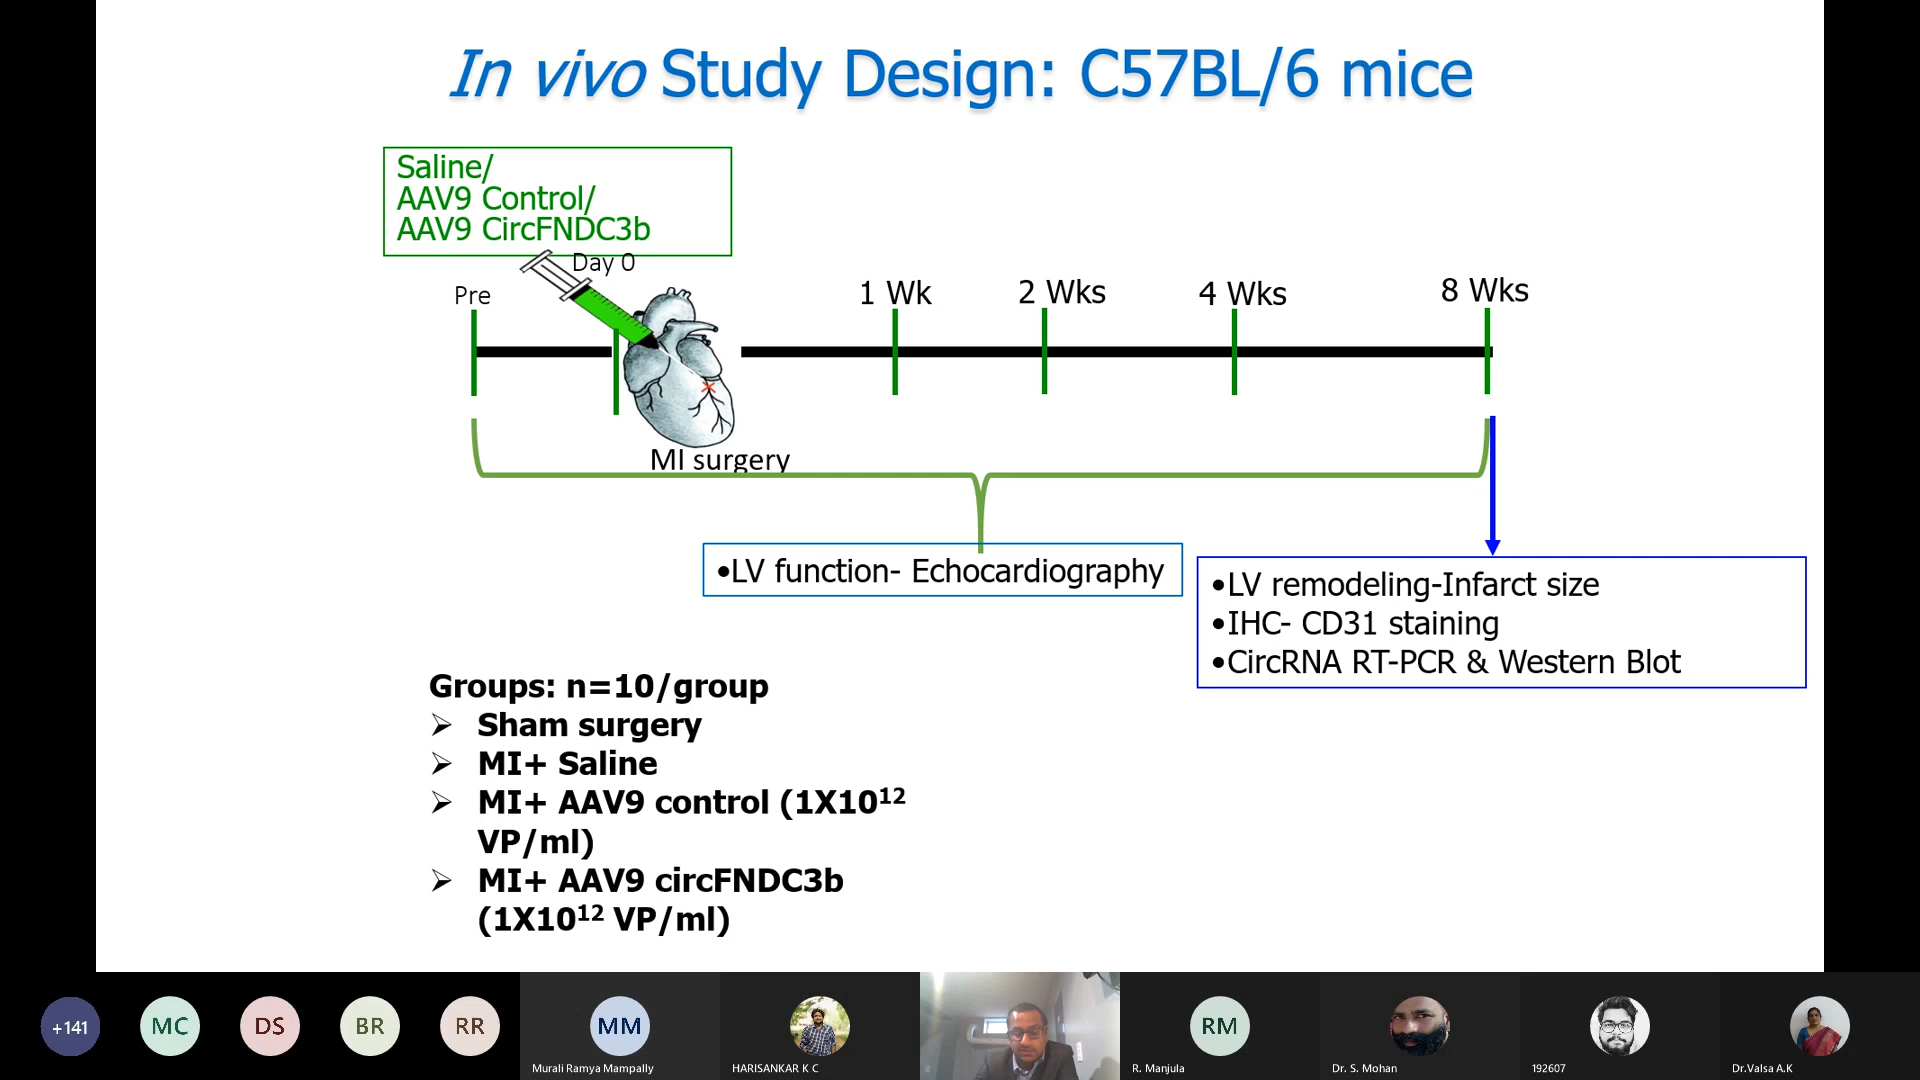 In vivo Study Design: C57BL/6 mice
Saline/
AAV9 Control/
AAV9 CircFNDC3b
Day 0
Pre
1 Wk
2 Wks
4 Wks
8 Wks
MI surgery
•LV function- Echocardiography
•LV remodeling-Infarct size
•IHC- CD31 staining
•CircRNA RT-PCR & Western Blot
Groups: n=10/group
➢ Sham surgery
➢ MI+ Saline
➢ MI+ AAV9 control (1X10¹²
VP/ml)
➢ MI+ AAV9 circFNDC3b
(1X10¹² VP/ml)
+141
MC
DS
BR
RR
MM
RM
Murali Ramya Mampally
HARISANKAR K C
R. Manjula
Dr. S. Mohan
192607
Dr.Valsa A.K